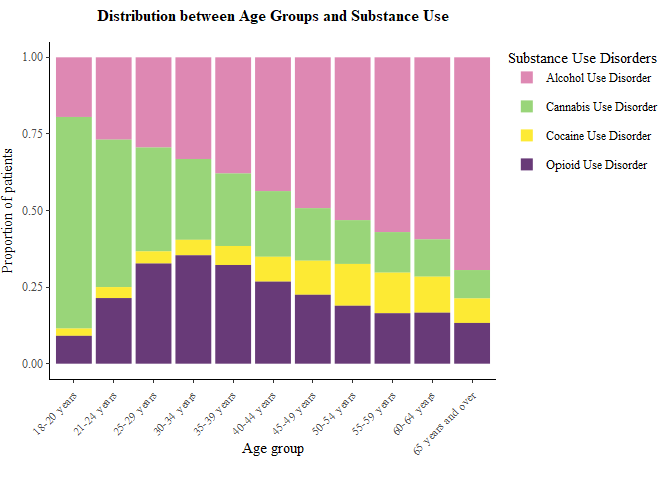 Distribution between Age Groups and Substance Use
Substance Use Disorders
Alcohol Use Disorder
Cannabis Use Disorder
Cocaine Use Disorder
Opioid Use Disorder
Proportion of patients
1.00
0.75
0.50
0.25
0.00
18-20 years
21-24 years
25-29 years
30-34 years
35-39 years
40-44 years
45-49 years
50-54 years
55-59 years
60-64 years
65 years and over
Age group